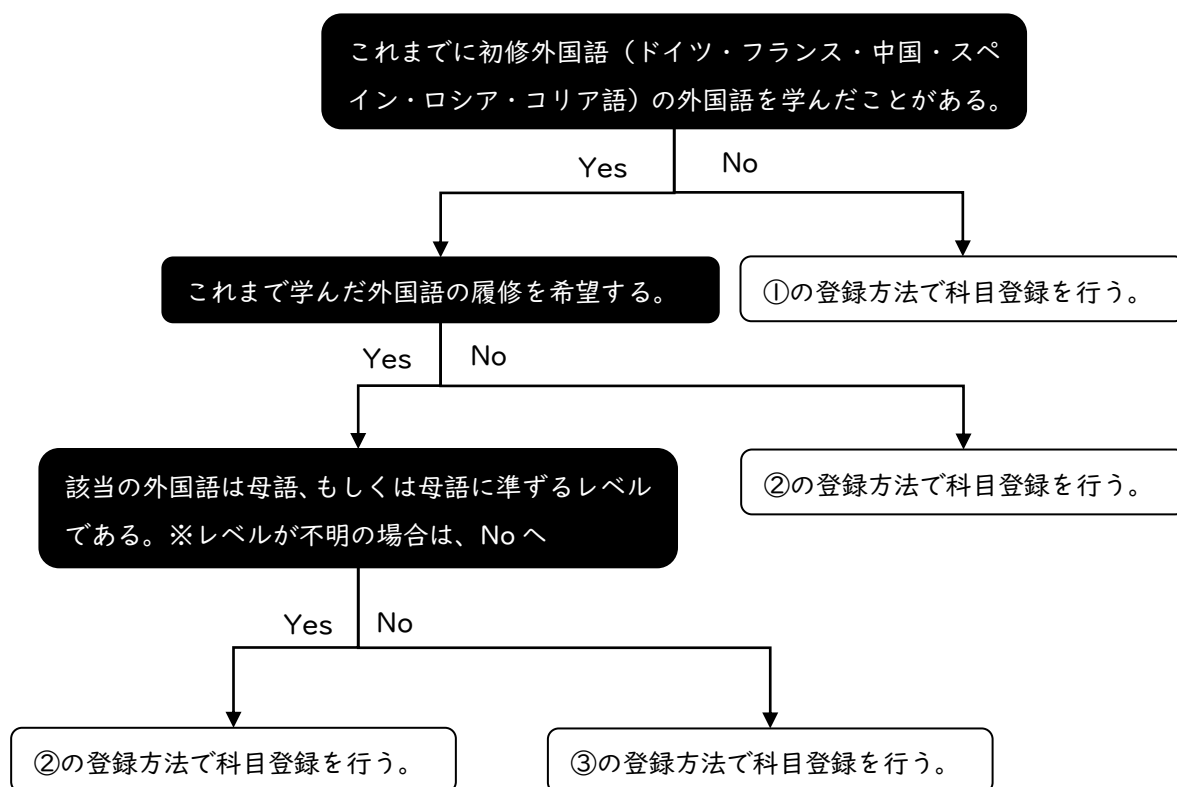 これまでに初修外国語（ドイツ・フランス・中国・スペ
イン・ロシア・コリア語）の外国語を学んだことがある。
Yes
No
これまで学んだ外国語の履修を希望する。
①の登録方法で科目登録を行う。
Yes
No
該当の外国語は母語、もしくは母語に準ずるレベル
である。※レベルが不明の場合は、No へ
②の登録方法で科目登録を行う。
Yes
No
②の登録方法で科目登録を行う。
③の登録方法で科目登録を行う。